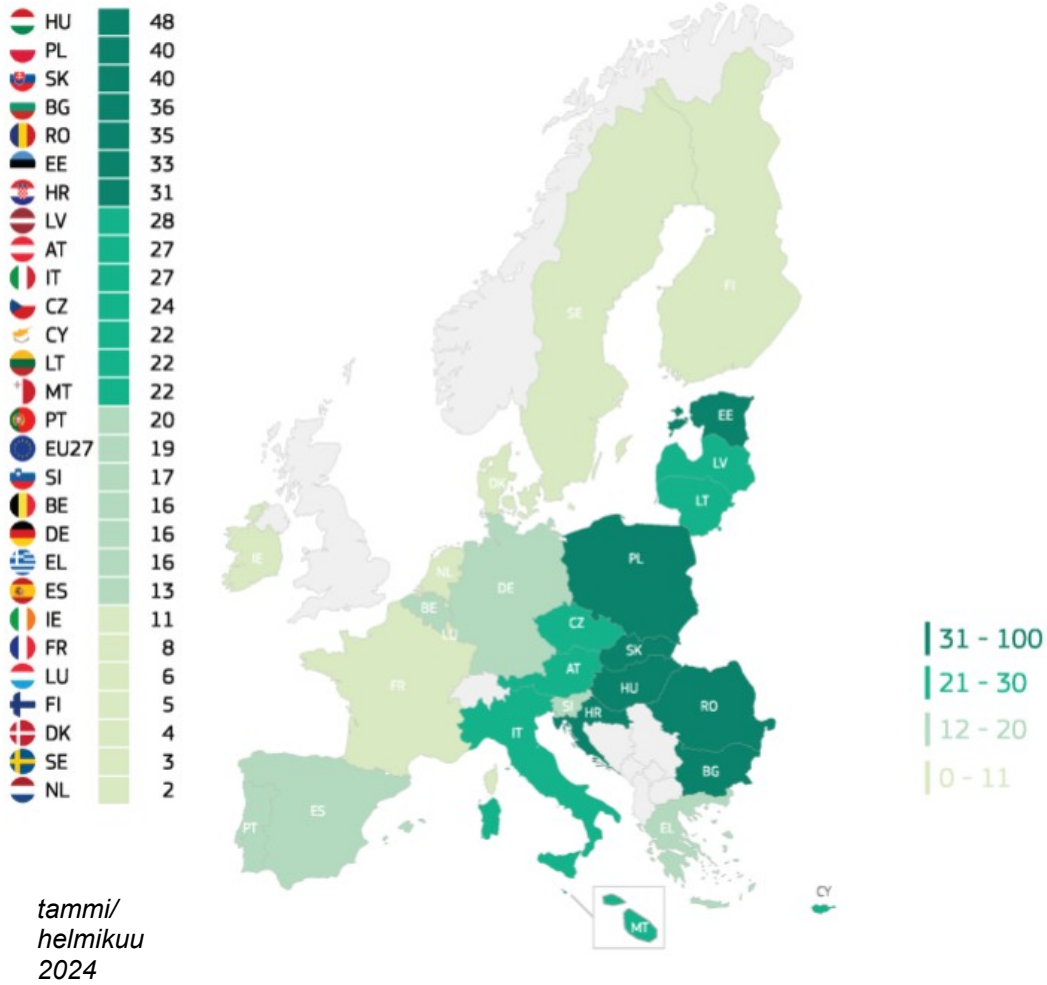 HU 48
PL 40
SK 40
BG 36
RO 35
EE 33
HR 31
LV 28
AT 27
IT 27
CZ 24
CY 22
LT 22
MT 22
PT 20
EU27 19
SI 17
BE 16
DE 16
EL 16
ES 13
IE 11
FR 8
LU 6
FI 5
DK 4
SE 3
NL 2
tammi/
helmikuu
2024
FI
SE
EE
LV
DK
LT
IE
PL
NL
DE
BE
CZ
LU
SK
AT
FR
HU
SI
HR
RO
IT
BG
ES
PT
EL
CY
MT
31 - 100
21 - 30
12 - 20
0 - 11